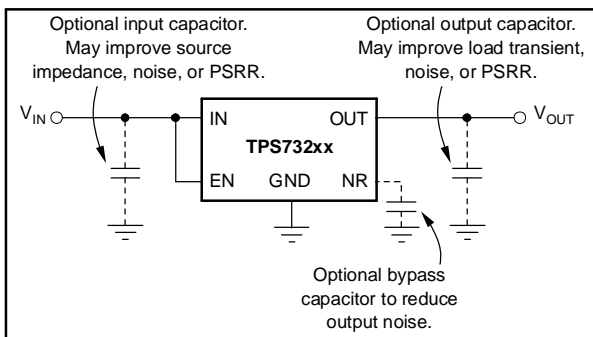 Optional input capacitor.
May improve source
impedance, noise, or PSRR.
Optional output capacitor.
May improve load transient,
noise, or PSRR.
VIN
IN
OUT
VOUT
TPS732xx
EN
GND
NR
Optional bypass
capacitor to reduce
output noise.